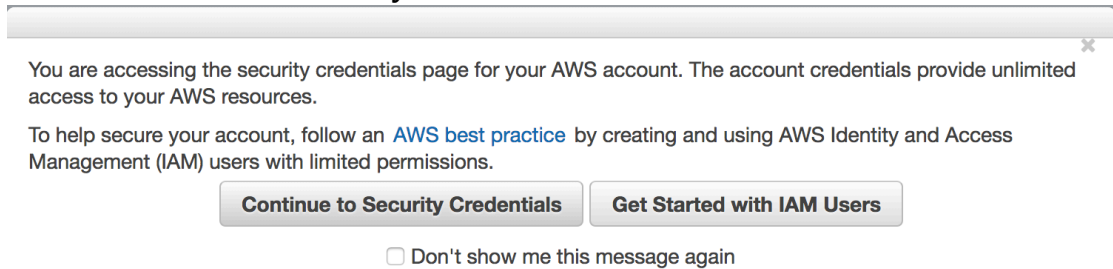 You are accessing the security credentials page for your AWS account. The account credentials provide unlimited
access to your AWS resources.
To help secure your account, follow an AWS best practice by creating and using AWS Identity and Access
Management (IAM) users with limited permissions.
Continue to Security Credentials Get Started with IAM Users
Don't show me this message again